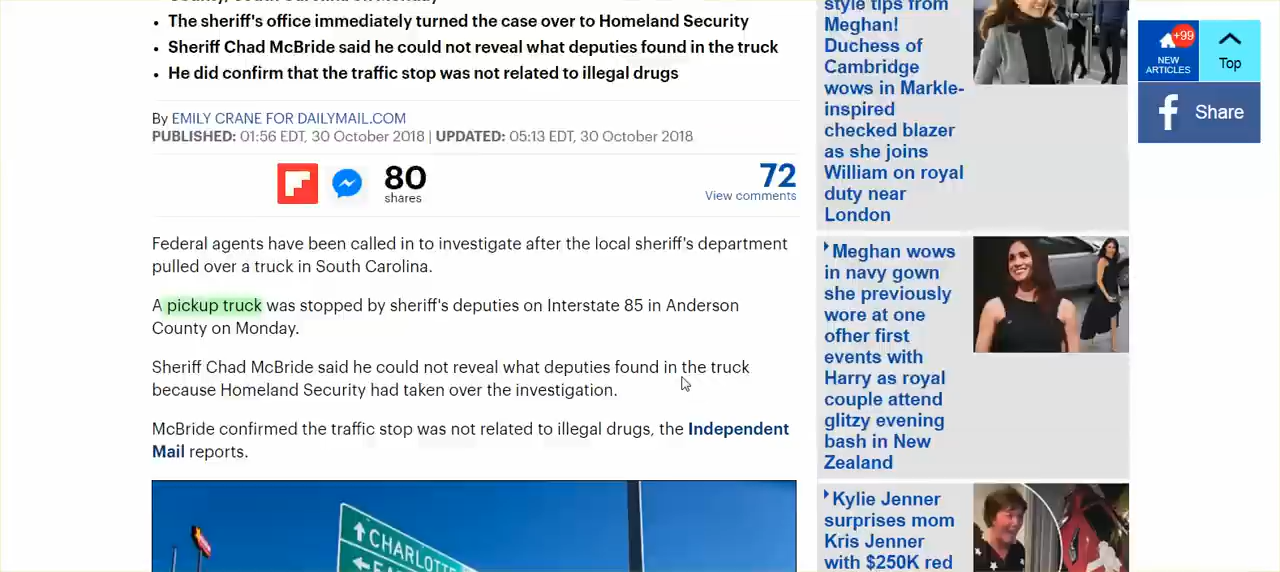 The sheriff's office immediately turned the case over to Homeland Security
Sheriff Chad McBride said he could not reveal what deputies found in the truck
He did confirm that the traffic stop was not related to illegal drugs
By EMILY CRANE FOR DAILYMAIL.COM
PUBLISHED: 01:56 EDT, 30 October 2018 | UPDATED: 05:13 EDT, 30 October 2018
80
shares
72
View comments
Federal agents have been called in to investigate after the local sheriff's department
pulled over a truck in South Carolina.
A pickup truck was stopped by sheriff's deputies on Interstate 85 in Anderson
County on Monday.
Sheriff Chad McBride said he could not reveal what deputies found in the truck
because Homeland Security had taken over the investigation.
McBride confirmed the traffic stop was not related to illegal drugs, the Independent
Mail reports.
CHARLOTTE
style tips from
Meghan!
Duchess of
Cambridge
wows in Markle-
inspired
checked blazer
as she joins
William on royal
duty near
London
Meghan wows
in navy gown
she previously
wore at one
ofher first
events with
Harry as royal
couple attend
glitzy evening
bash in New
Zealand
Kylie Jenner
surprises mom
Kris Jenner
with $250K red
+99
NEW
ARTICLES
Top
Share